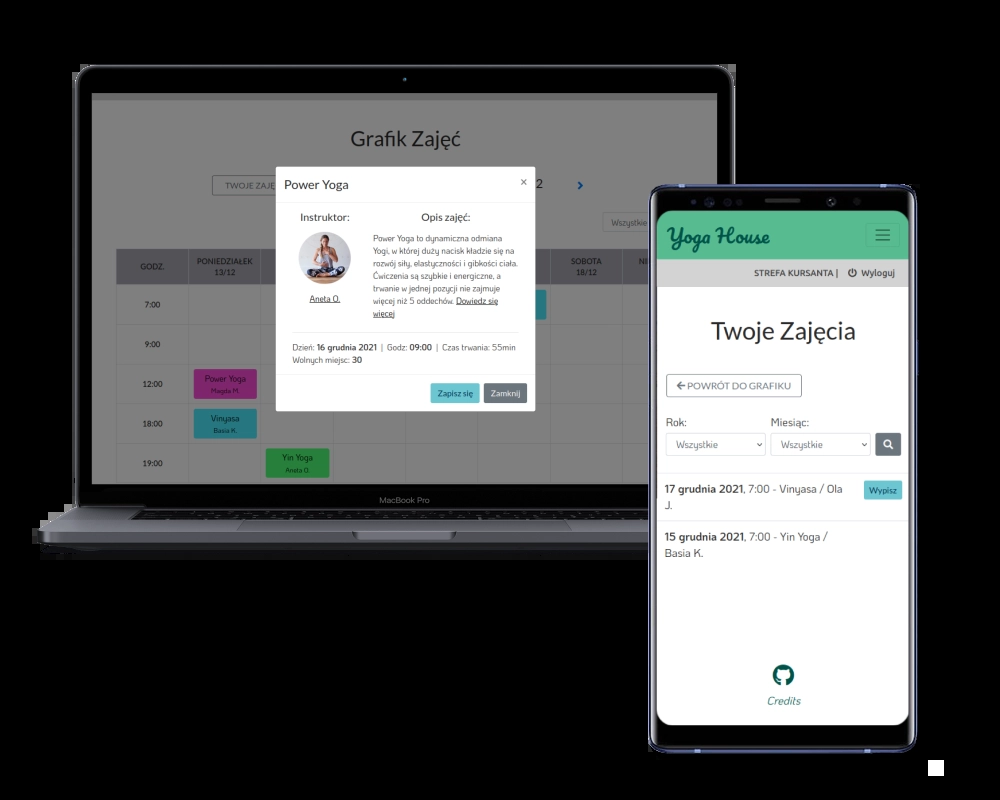 Grafik Zajęć
TWOJE ZAJĘ
2
Wszystkie
GODZ.
PONIEDZIAŁEK
13/12
SOBOTA
18/12
7:00
9:00
12:00
Power Yoga
Magda M.
18:00
Vinyasa
Basia K.
19:00
Yin Yoga
Aneta O.
Power Yoga
×
Instruktor:
Opis zajęć:
Power Yoga to dynamiczna odmiana
Yogi, w której duży nacisk kładzie się na
rozwój siły, elastyczności i gibkości ciała.
Ćwiczenia są szybkie i energiczne, a
trwanie w jednej pozycji nie zajmuje
więcej niż 5 oddechów. Dowiedz się
więcej
Aneta O.
Dzień: 16 grudnia 2021 | Godz: 09:00 | Czas trwania: 55min
Wolnych miejsc: 30
Zapisz się
Zamknij
MacBook Pro
Yoga House
STREFA KURSANTA | Wyloguj
Twoje Zajęcia
POWRÓT DO GRAFIKU
Rok:
Miesiąc:
Wszystkie
Wszystkie
17 grudnia 2021, 7:00 - Vinyasa / Ola
J.
Wypisz
15 grudnia 2021, 7:00 - Yin Yoga /
Basia K.
Credits